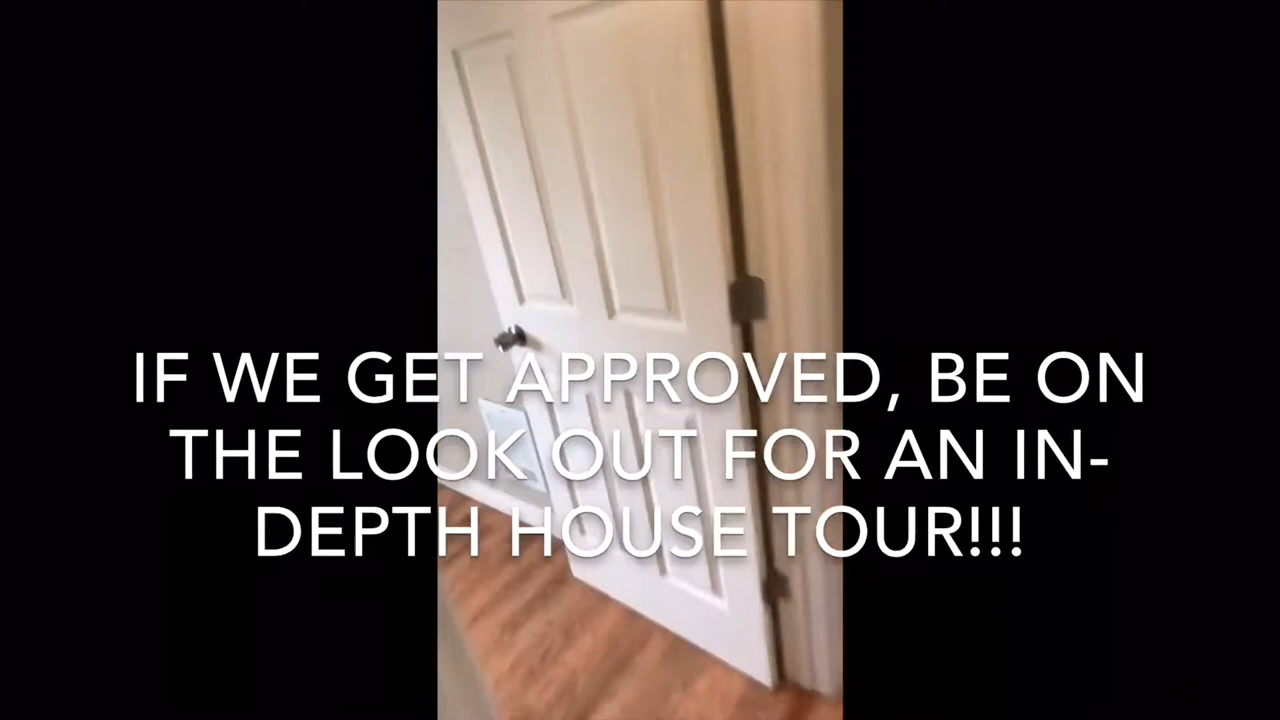 IF WE GET APPROVED, BE ON
THE LOOK OUT FOR AN IN-
DEPTH HOUSE TOUR!!!